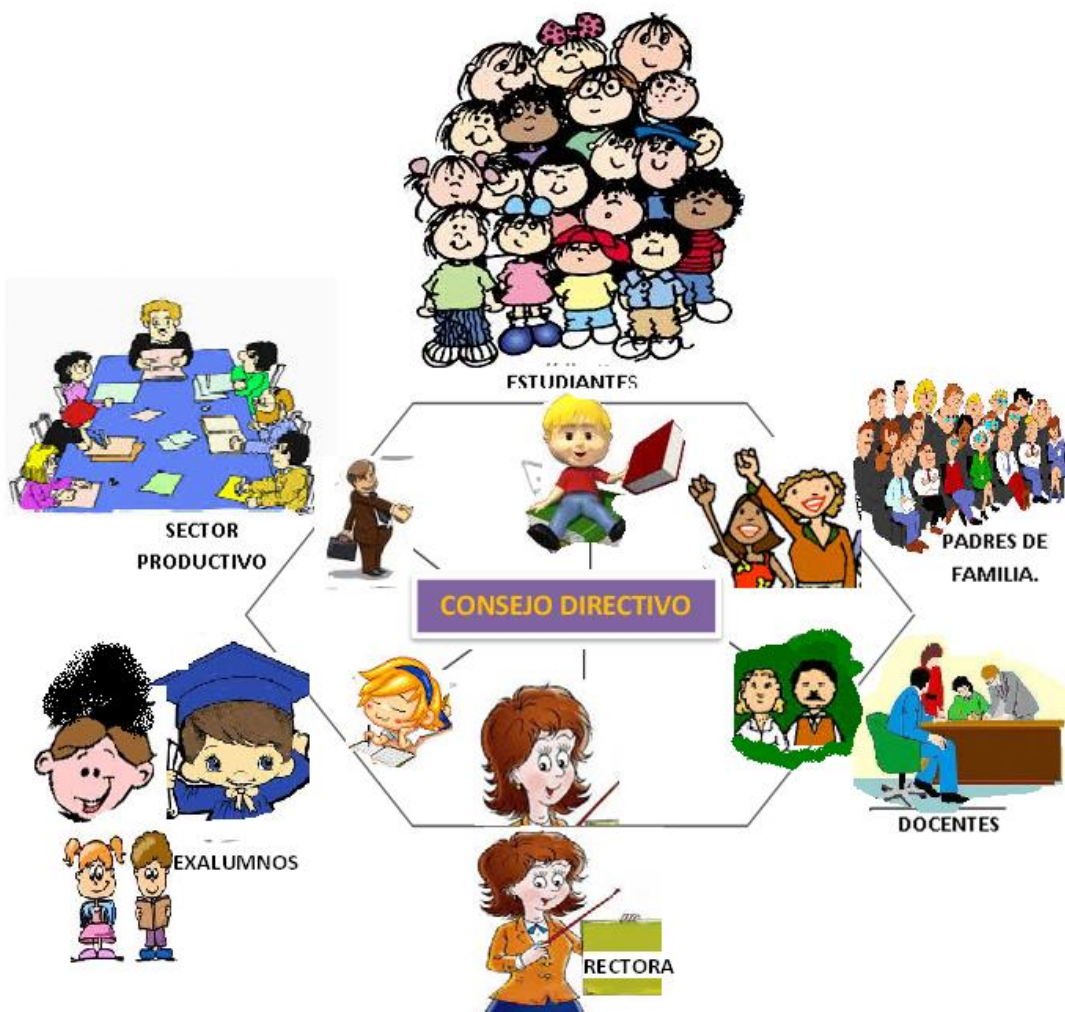 ESTUDIANTES
SECTOR
PRODUCTIVO
PADRES DE
FAMILIA.
CONSEJO DIRECTIVO
DOCENTES
EXALUMNOS
RECTORA